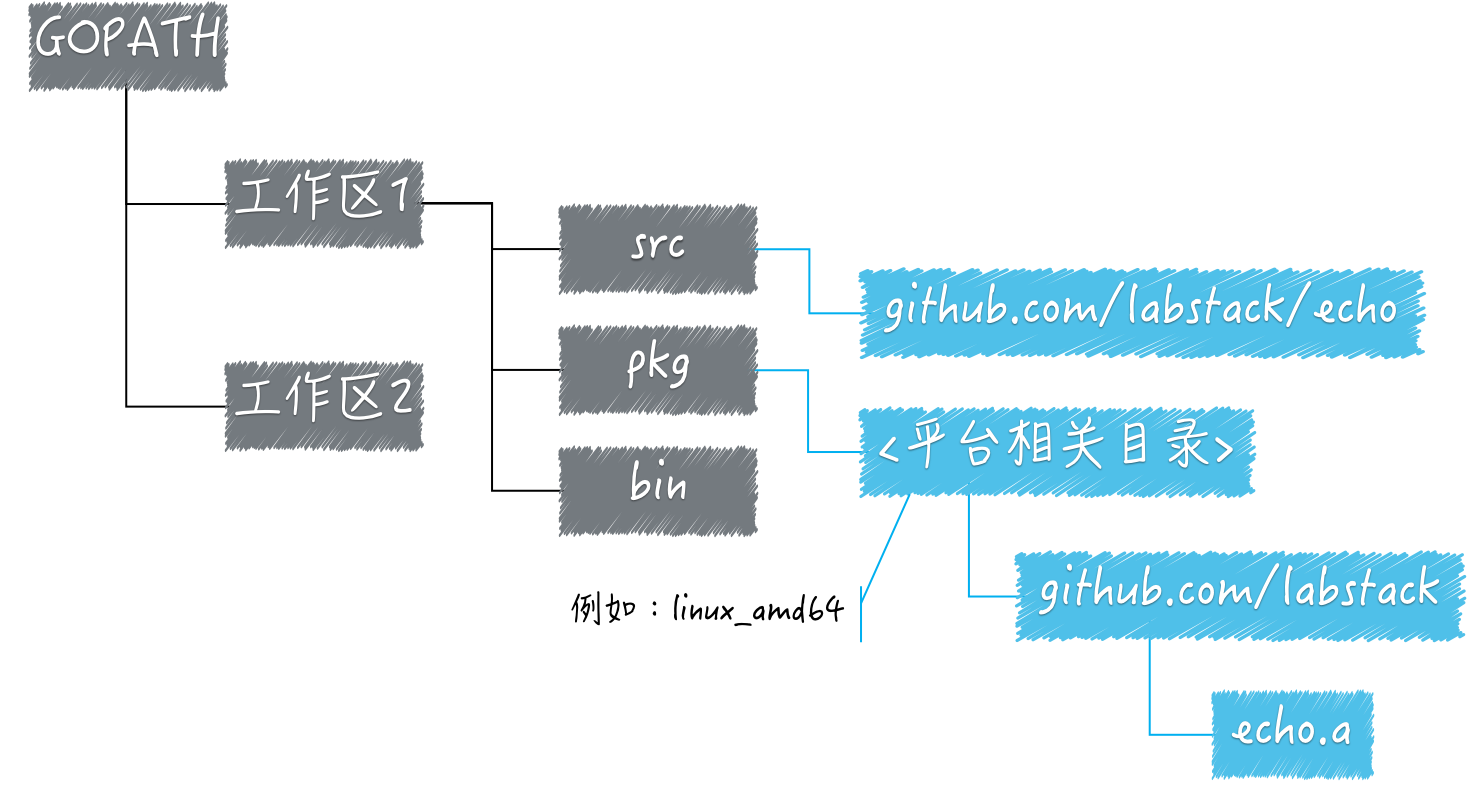 GOPATH
工作区1
src
github.com/labstack/echo
pkg
工作区2
<平台相关目录>
bin
github.com/labstack
例如：linux_amd64
echo.a